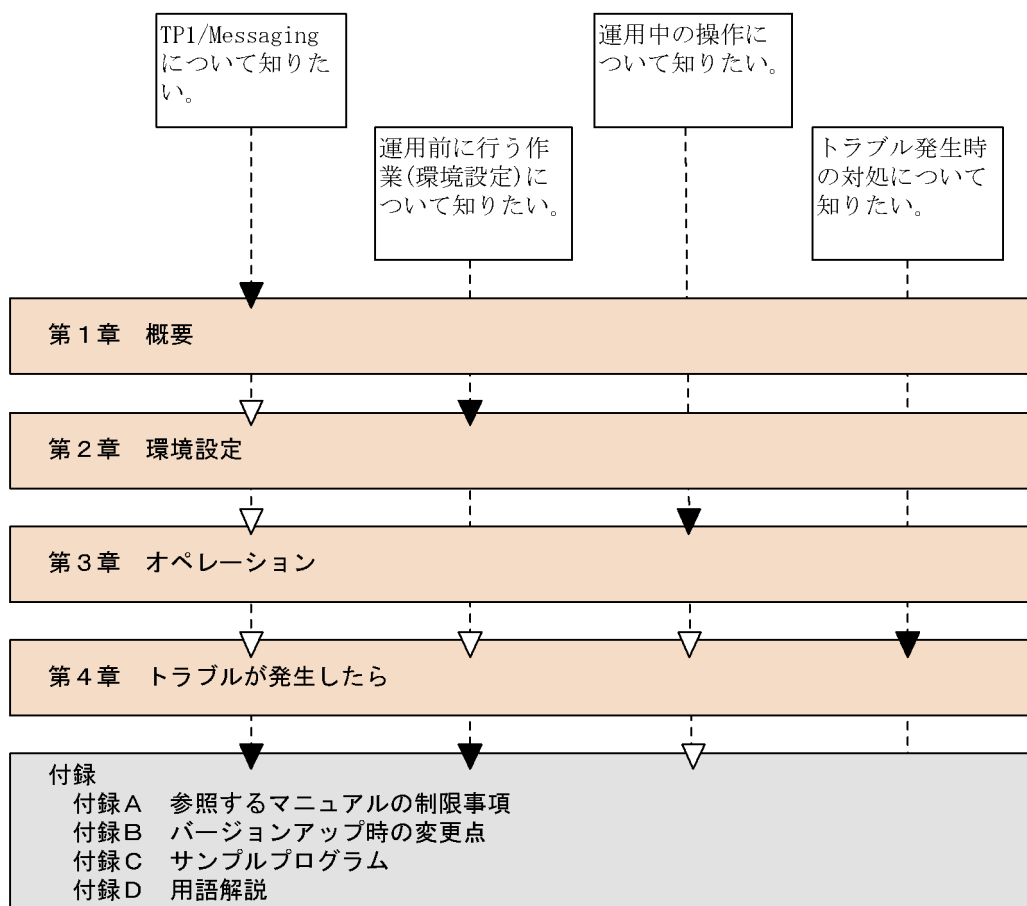 TP1/Messaging
について知りた
い。
運用前に行う作
業(環境設定)に
ついて知りたい。
運用中の操作に
ついて知りたい。
トラブル発生時
の対処について
知りたい。
第１章　概要
第２章　環境設定
第３章　オペレーション
第４章　トラブルが発生したら
付録
付録Ａ　参照するマニュアルの制限事項
付録Ｂ　バージョンアップ時の変更点
付録Ｃ　サンプルプログラム
付録Ｄ　用語解説